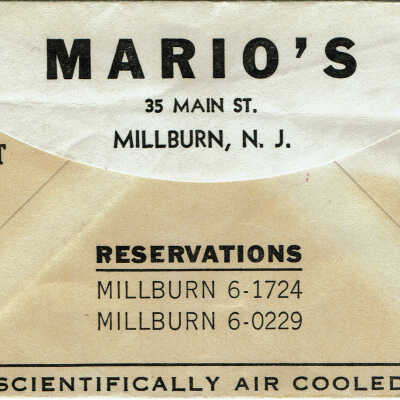 MARIO'S
35 MAIN ST.
MILLBURN, N. J.
T
RESERVATIONS
MILLBURN 6-1724
MILLBURN 6-0229
SCIENTIFICALLY AIR COOLED